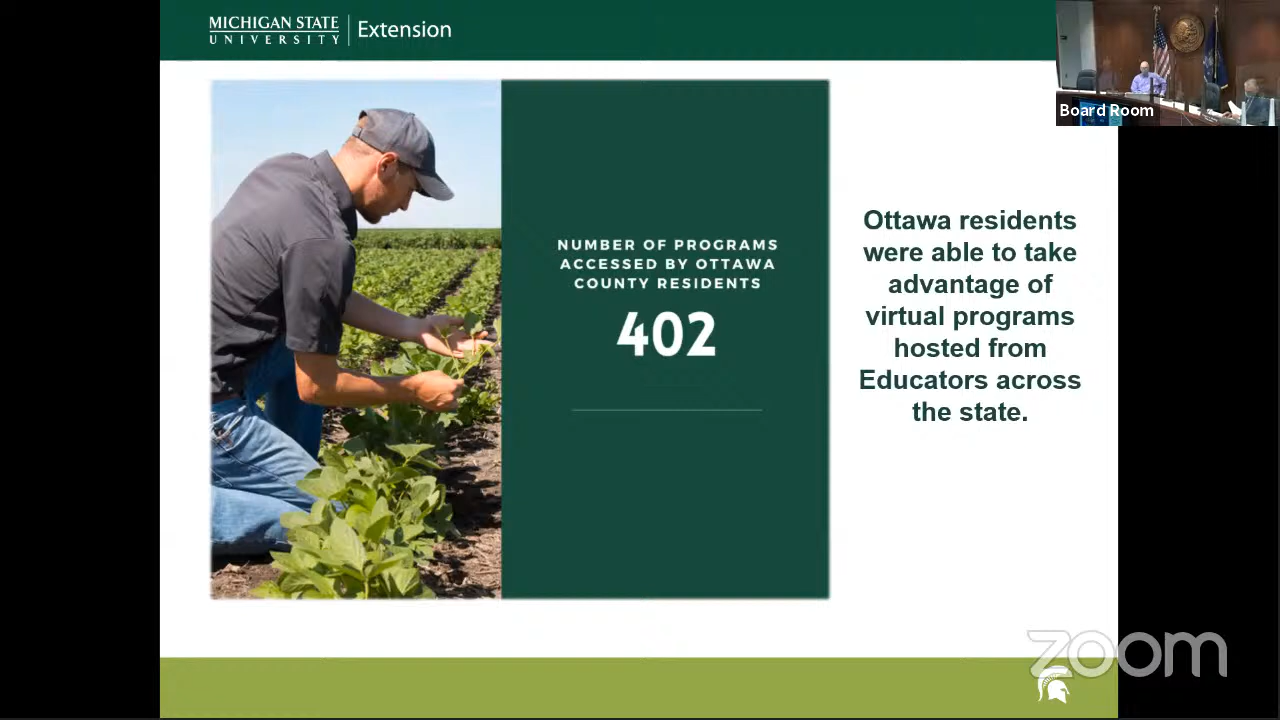 MICHIGAN STATE
UNIVERSITY
Extension
Board Room
NUMBER OF PROGRAMS
ACCESSED BY OTTAWA
COUNTY RESIDENTS
402
Ottawa residents
were able to take
advantage of
virtual programs
hosted from
Educators across
the state.
zoom